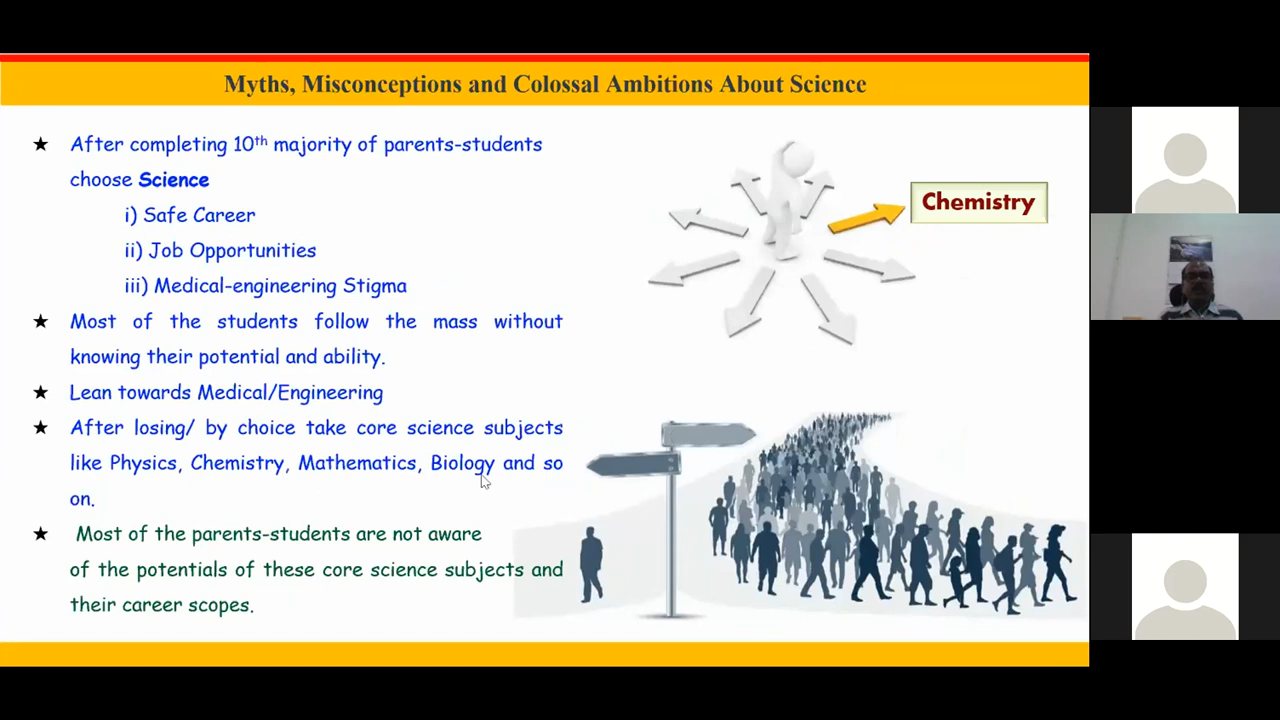 Myths, Misconceptions and Colossal Ambitions About Science
★ After completing 10th majority of parents-students
choose Science
i) Safe Career
ii) Job Opportunities
iii) Medical-engineering Stigma
★ Most of the students follow the mass without
knowing their potential and ability.
★ Lean towards Medical/Engineering
★ After losing/ by choice take core science subjects
like Physics, Chemistry, Mathematics, Biology and so
on.
★ Most of the parents-students are not aware
of the potentials of these core science subjects and
their career scopes.
Chemistry